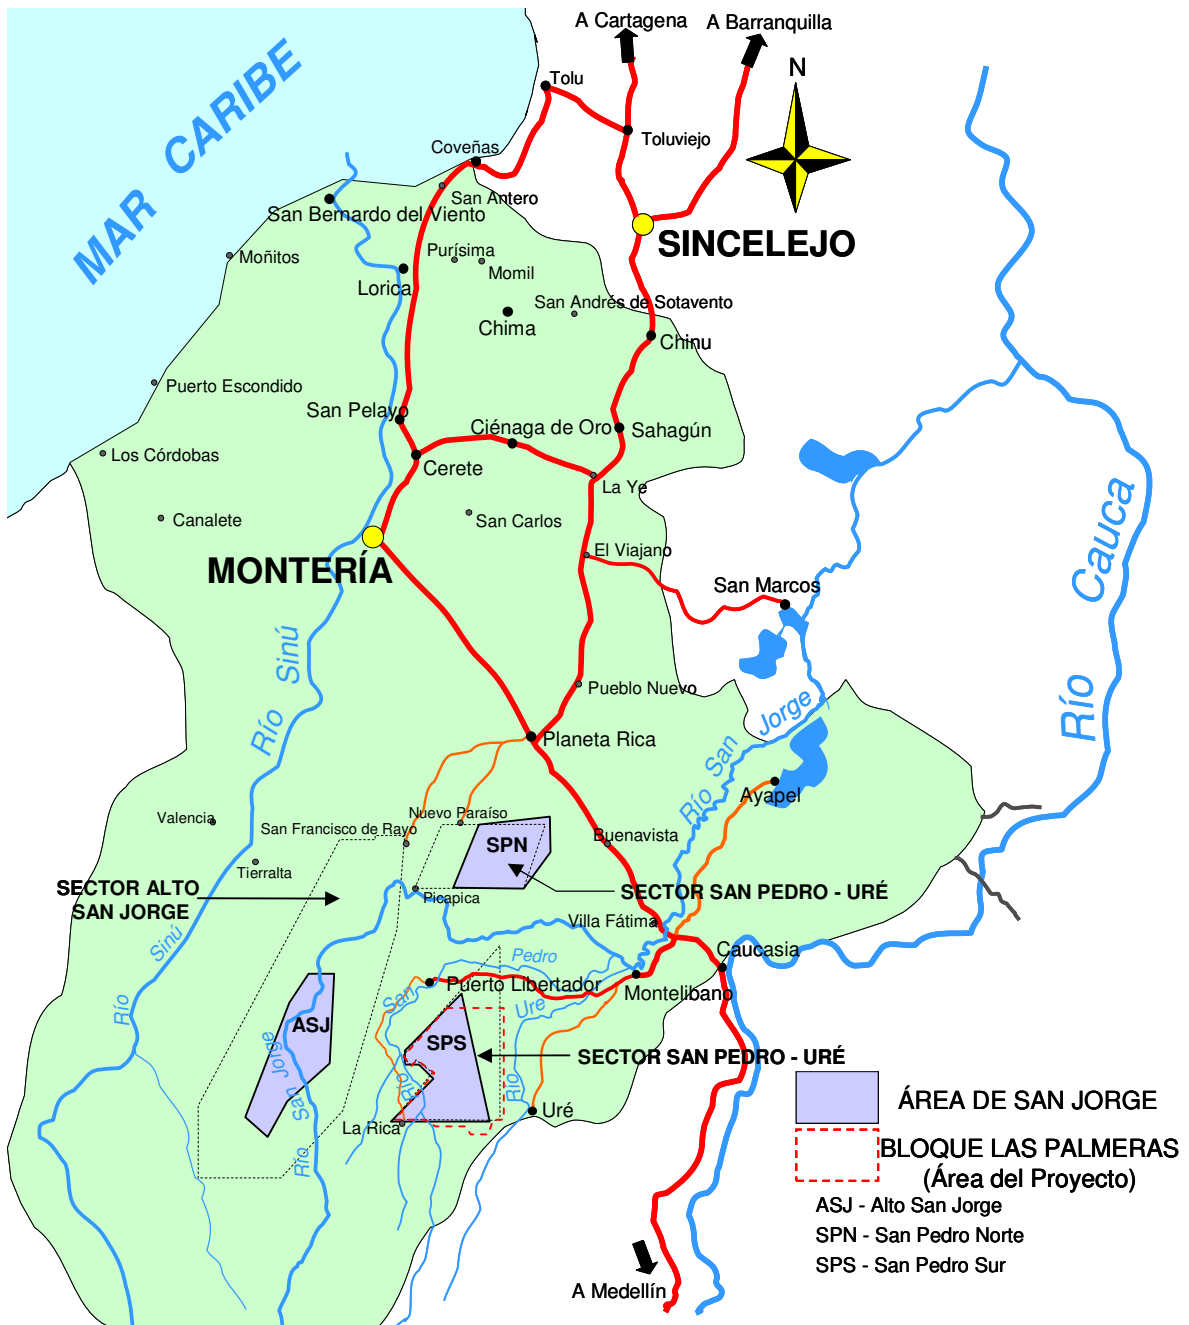 A Cartagena
A Barranquilla
N
MAR CARIBE
Tolu
Toluviejo
Coveñas
San Antero
San Bernardo del Viento
SINCELEJO
Moñitos
Purísima
Momil
Lorica
San Andrés de Sotavento
Chima
Chinu
Puerto Escondido
San Pelayo
Ciénaga de Oro
Sahagún
Los Córdobas
Cerete
La Ye
Canalete
San Carlos
MONTERÍA
El Viajano
San Marcos
Río Cauca
Río Sinú
Pueblo Nuevo
Río San Jorge
Planeta Rica
Ayapel
Valencia
Nuevo Paraíso
San Francisco de Rayo
Buenavista
SPN
Tierralta
SECTOR ALTO
SAN JORGE
Picapica
SECTOR SAN PEDRO - URÉ
Villa Fátima
Río Sinú
Caucasia
Puerto Libertador
Montelibano
Río San Pedro
Río Ure
ASJ
SPS
SECTOR SAN PEDRO - URÉ
Río San Jorge
La Rica
Uré
ÁREA DE SAN JORGE
BLOQUE LAS PALMERAS
(Área del Proyecto)
ASJ - Alto San Jorge
SPN - San Pedro Norte
SPS - San Pedro Sur
A Medellín